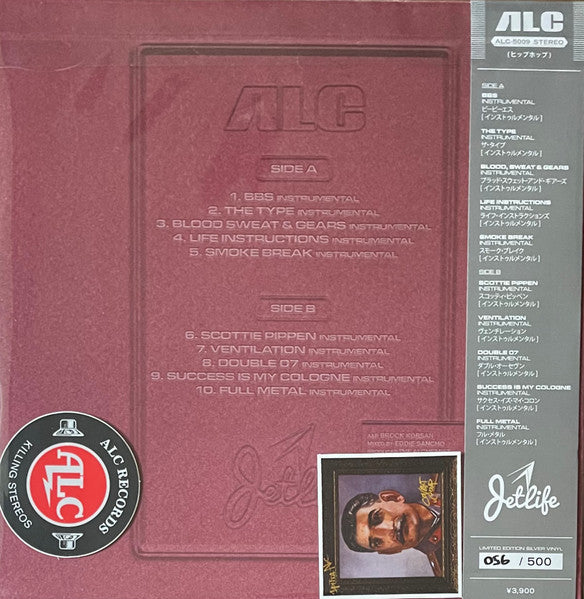 ALC
SIDE A
1. BBS INSTRUMENTAL
2. THE TYPE INSTRUMENTAL
3. BLOOD SWEAT & GEARS INSTRUMENTAL
4. LIFE INSTRUCTIONS INSTRUMENTAL
5. SMOKE BREAK INSTRUMENTAL
SIDE B
6. SCOTTIE PIPPEN INSTRUMENTAL
7. VENTILATION INSTRUMENTAL
8. DOUBLE 07 INSTRUMENTAL
9. SUCCESS IS MY COLOGNE INSTRUMENTAL
10. FULL METAL INSTRUMENTAL
A&R BROCK KORSAN
MIXED BY EDDIE SANCHO
Jetlife
ALC RECORDS
ALC
KILLING STEREOS
ALC
ALC-5009 STEREO
(ヒップホップ)
SIDE A
BBS
INSTRUMENTAL
ビービーエス
[インストゥルメンタル]
THE TYPE
INSTRUMENTAL
ザ・タイプ
[インストゥルメンタル]
BLOOD, SWEAT & GEARS
INSTRUMENTAL
ブラッド・スウェット・アンド・ギアーズ
[インストゥルメンタル]
LIFE INSTRUCTIONS
INSTRUMENTAL
ライフ・インストラクションズ
[インストゥルメンタル]
SMOKE BREAK
INSTRUMENTAL
スモーク・ブレイク
[インストゥルメンタル]
SIDE B
SCOTTIE PIPPEN
INSTRUMENTAL
スコッティ・ピッペン
[インストゥルメンタル]
VENTILATION
INSTRUMENTAL
ヴェンチレーション
[インストゥルメンタル]
DOUBLE 07
INSTRUMENTAL
ダブル・オー・セヴン
[インストゥルメンタル]
SUCCESS IS MY COLOGNE
INSTRUMENTAL
サクセス・イズ・マイ・コロン
[インストゥルメンタル]
FULL METAL
INSTRUMENTAL
フル・メタル
[インストゥルメンタル]
Jetlife
LIMITED EDITION SILVER VINYL
056 / 500
¥3,900